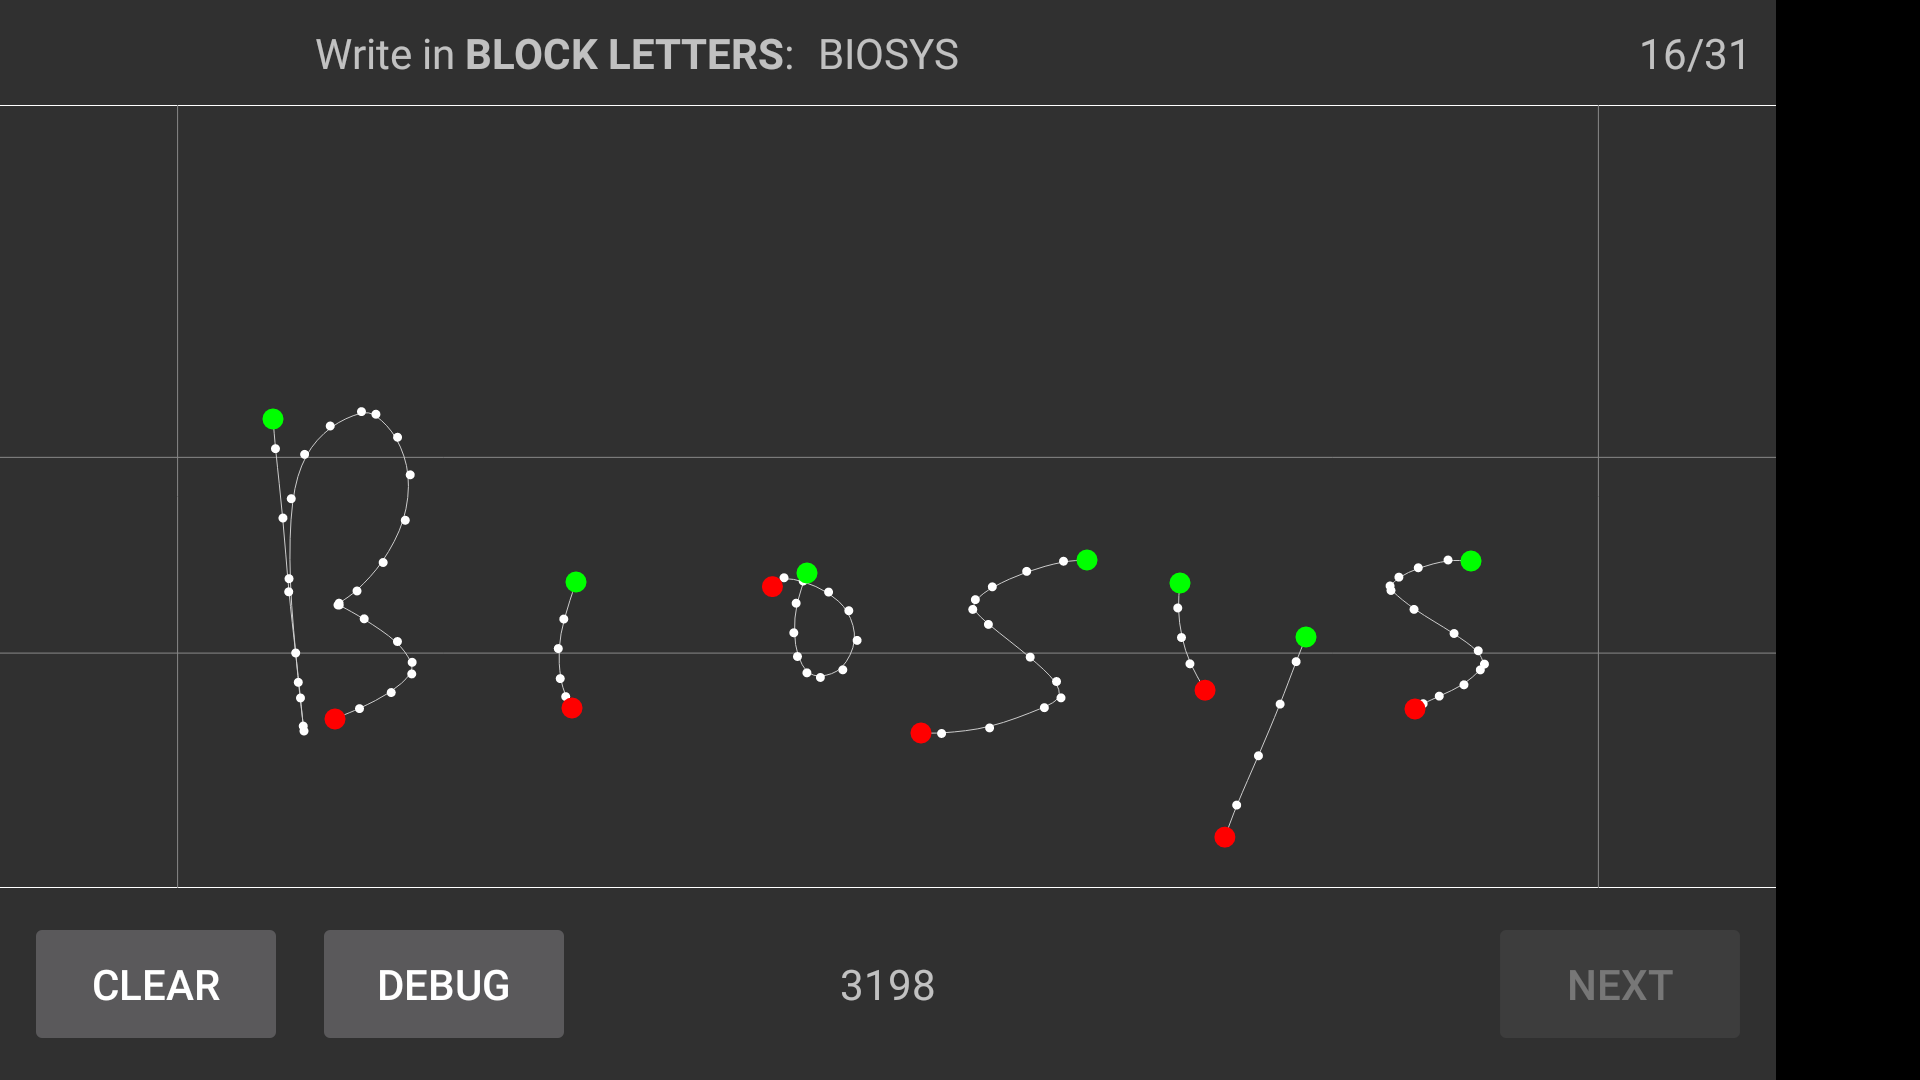 Write in BLOCK LETTERS: BIOSYS 16/31
BIOSYS
CLEAR DEBUG 3198 NEXT